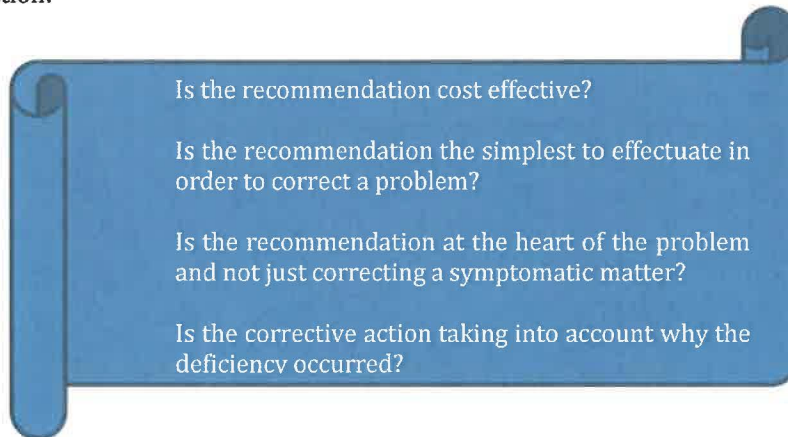 Is the recommendation cost effective?
Is the recommendation the simplest to effectuate in
order to correct a problem?
Is the recommendation at the heart of the problem
and not just correcting a symptomatic matter?
Is the corrective action taking into account why the
deficiency occurred?